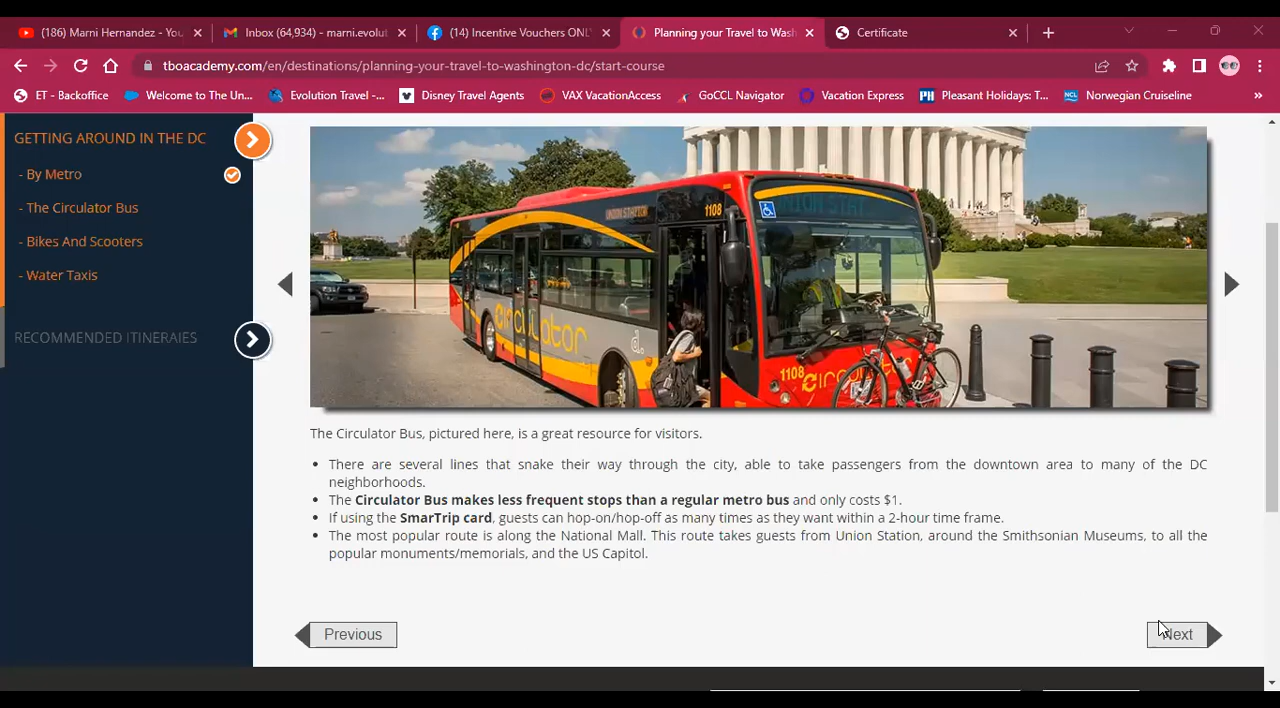 (186) Marni Hernandez - You
Inbox (64,934) - marni.evolut
(14) Incentive Vouchers ONL
Planning your Travel to Wash
Certificate
tboacademy.com/en/destinations/planning-your-travel-to-washington-dc/start-course
ET - Backoffice
Welcome to The Un...
Evolution Travel -...
Disney Travel Agents
VAX VacationAccess
GoCCL Navigator
Vacation Express
Pleasant Holidays: T...
Norwegian Cruiseline
»
GETTING AROUND IN THE DC
- By Metro
- The Circulator Bus
- Bikes And Scooters
- Water Taxis
RECOMMENDED ITINERAIES
UNION STATION
1108
UNION STAT
circulator
d.
1108 circulator
The Circulator Bus, pictured here, is a great resource for visitors.
• There are several lines that snake their way through the city, able to take passengers from the downtown area to many of the DC
neighborhoods.
• The Circulator Bus makes less frequent stops than a regular metro bus and only costs $1.
• If using the SmarTrip card, guests can hop-on/hop-off as many times as they want within a 2-hour time frame.
• The most popular route is along the National Mall. This route takes guests from Union Station, around the Smithsonian Museums, to all the
popular monuments/memorials, and the US Capitol.
Previous
Next